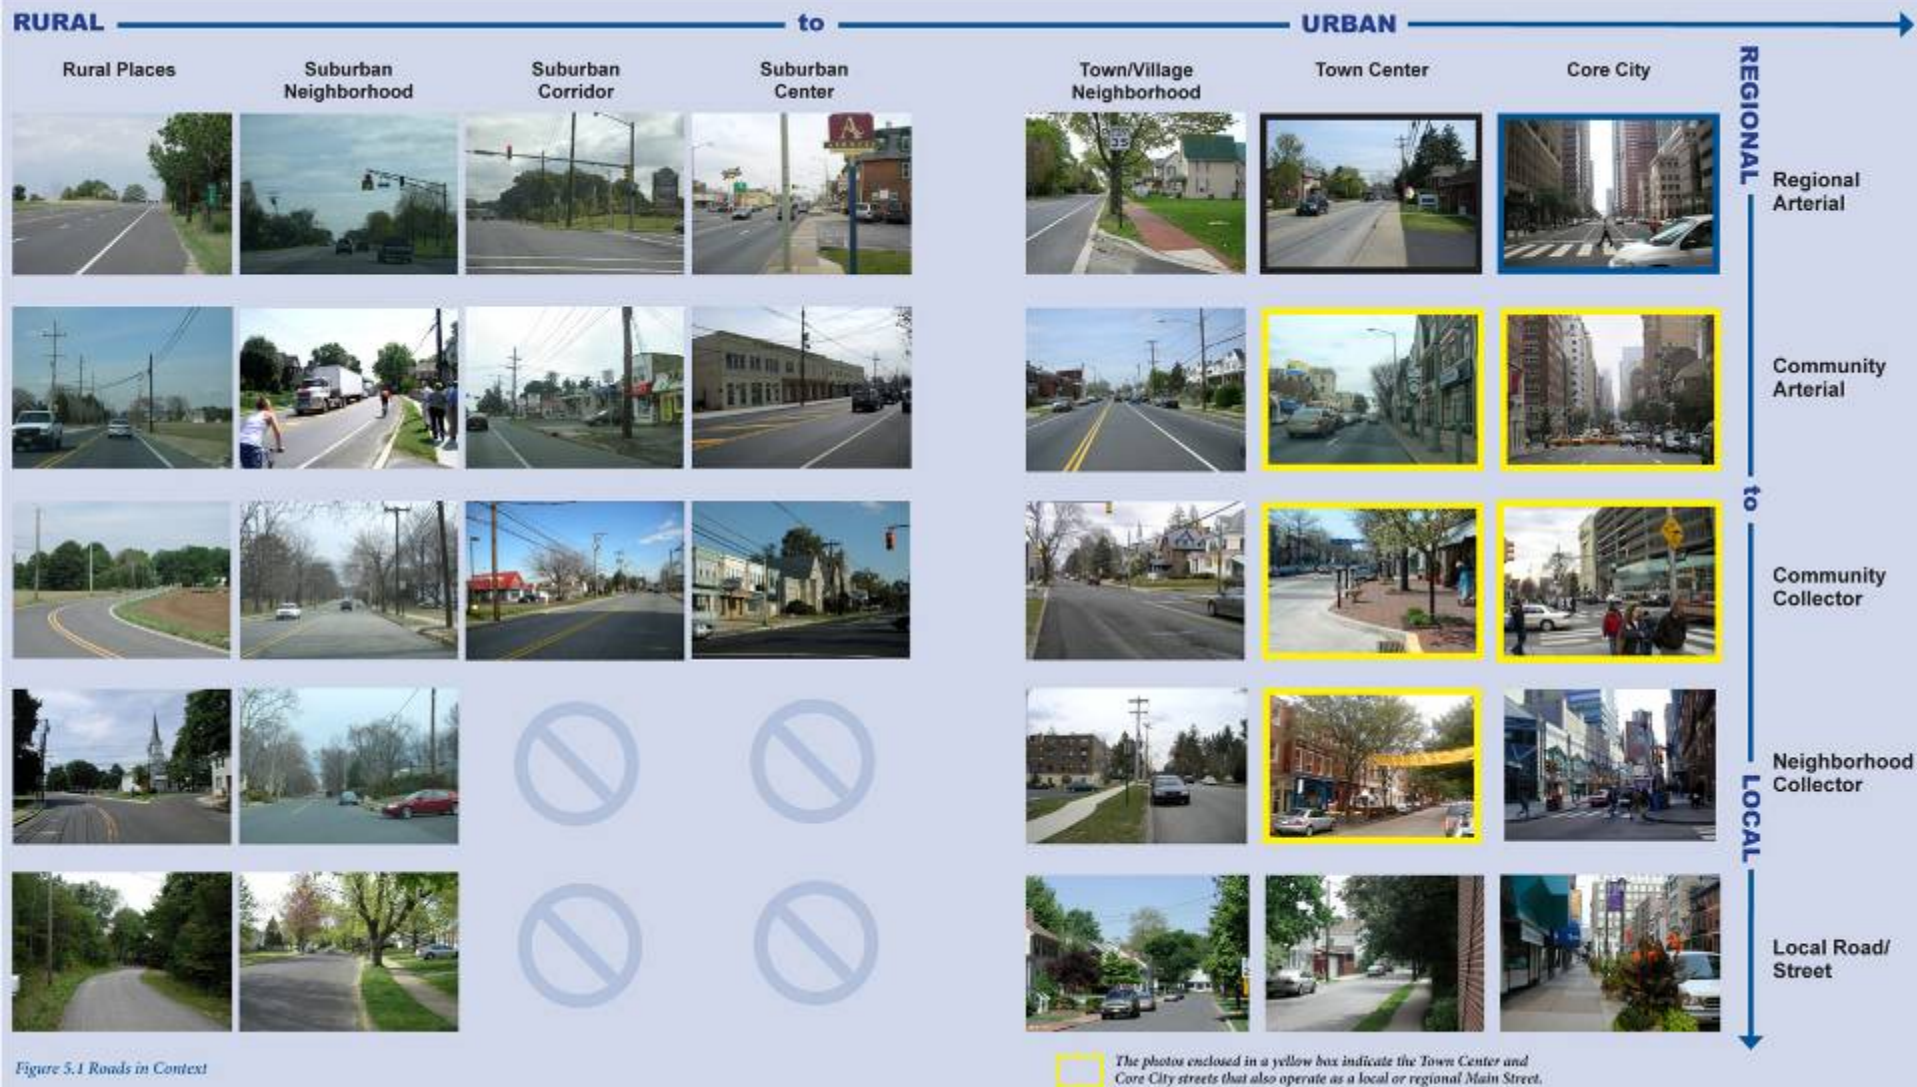 RURAL to URBAN
Rural Places
Suburban
Neighborhood
Suburban
Corridor
Suburban
Center
Town/Village
Neighborhood
Town Center
Core City
REGIONAL
to
LOCAL
35
A
Regional
Arterial
Community
Arterial
Community
Collector
Neighborhood
Collector
Local Road/
Street
Figure 5.1 Roads in Context
The photos enclosed in a yellow box indicate the Town Center and
Core City streets that also operate as a local or regional Main Street.